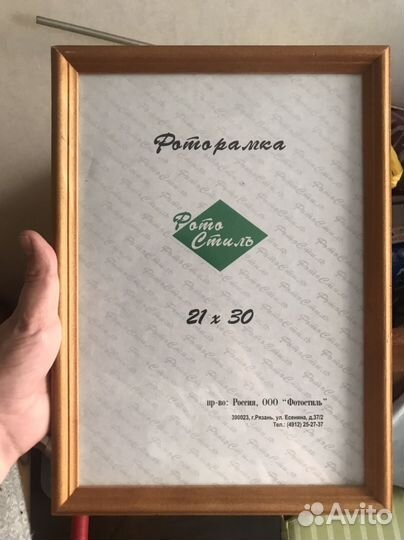 Фоторамка
Фото
Стиль
21 x 30
пр-во: Россия, ООО "Фотостиль"
390023, г.Рязань, ул. Есенина, д.37/2
Тел.: (4912) 25-27-37
Avito